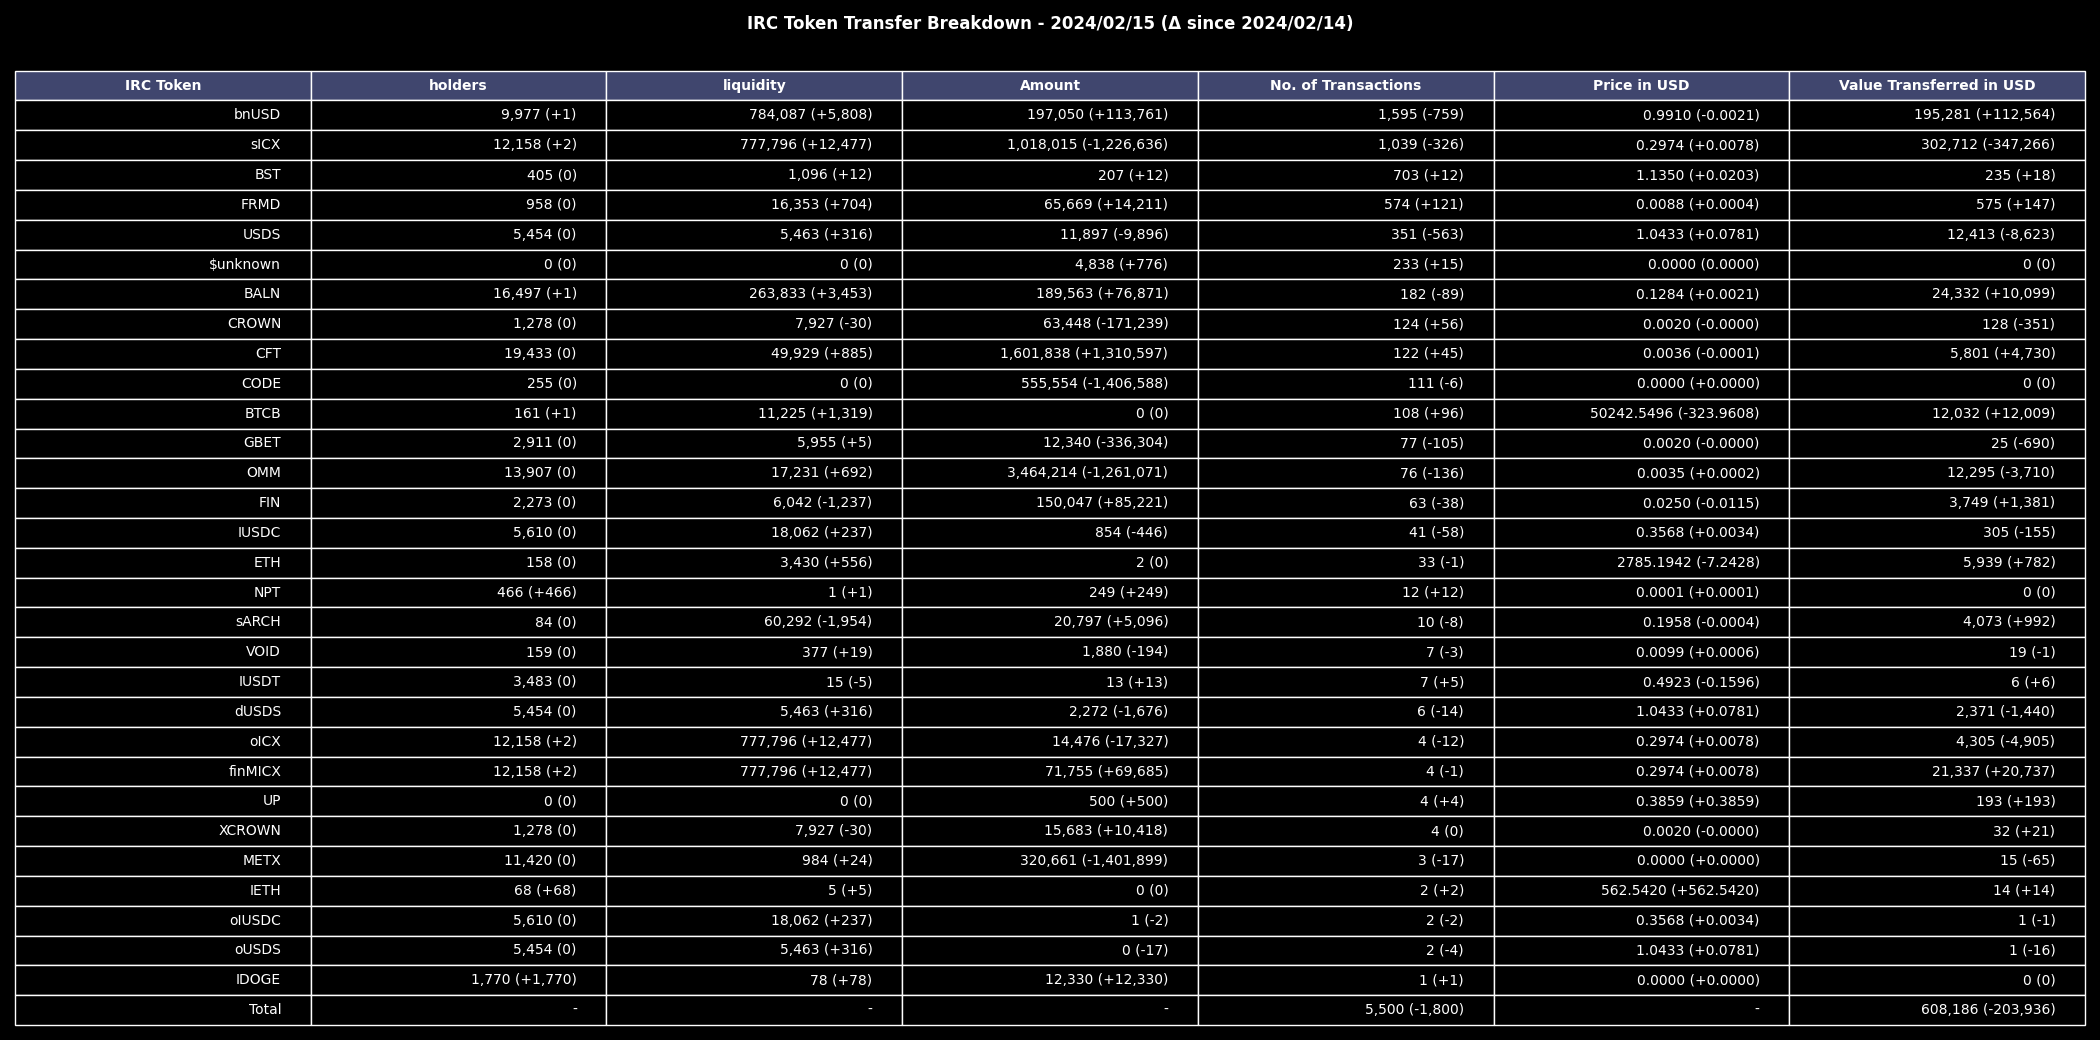 IRC Token Transfer Breakdown - 2024/02/15 (Δ since 2024/02/14)
IRC Token holders liquidity Amount No. of Transactions Price in USD Value Transferred in USD
bnUSD 9,977 (+1) 784,087 (+5,808) 197,050 (+113,761) 1,595 (-759) 0.9910 (-0.0021) 195,281 (+112,564)
sICX 12,158 (+2) 777,796 (+12,477) 1,018,015 (-1,226,636) 1,039 (-326) 0.2974 (+0.0078) 302,712 (-347,266)
BST 405 (0) 1,096 (+12) 207 (+12) 703 (+12) 1.1350 (+0.0203) 235 (+18)
FRMD 958 (0) 16,353 (+704) 65,669 (+14,211) 574 (+121) 0.0088 (+0.0004) 575 (+147)
USDS 5,454 (0) 5,463 (+316) 11,897 (-9,896) 351 (-563) 1.0433 (+0.0781) 12,413 (-8,623)
$unknown 0 (0) 0 (0) 4,838 (+776) 233 (+15) 0.0000 (0.0000) 0 (0)
BALN 16,497 (+1) 263,833 (+3,453) 189,563 (+76,871) 182 (-89) 0.1284 (+0.0021) 24,332 (+10,099)
CROWN 1,278 (0) 7,927 (-30) 63,448 (-171,239) 124 (+56) 0.0020 (-0.0000) 128 (-351)
CFT 19,433 (0) 49,929 (+885) 1,601,838 (+1,310,597) 122 (+45) 0.0036 (-0.0001) 5,801 (+4,730)
CODE 255 (0) 0 (0) 555,554 (-1,406,588) 111 (-6) 0.0000 (+0.0000) 0 (0)
BTCB 161 (+1) 11,225 (+1,319) 0 (0) 108 (+96) 50242.5496 (-323.9608) 12,032 (+12,009)
GBET 2,911 (0) 5,955 (+5) 12,340 (-336,304) 77 (-105) 0.0020 (-0.0000) 25 (-690)
OMM 13,907 (0) 17,231 (+692) 3,464,214 (-1,261,071) 76 (-136) 0.0035 (+0.0002) 12,295 (-3,710)
FIN 2,273 (0) 6,042 (-1,237) 150,047 (+85,221) 63 (-38) 0.0250 (-0.0115) 3,749 (+1,381)
IUSDC 5,610 (0) 18,062 (+237) 854 (-446) 41 (-58) 0.3568 (+0.0034) 305 (-155)
ETH 158 (0) 3,430 (+556) 2 (0) 33 (-1) 2785.1942 (-7.2428) 5,939 (+782)
NPT 466 (+466) 1 (+1) 249 (+249) 12 (+12) 0.0001 (+0.0001) 0 (0)
sARCH 84 (0) 60,292 (-1,954) 20,797 (+5,096) 10 (-8) 0.1958 (-0.0004) 4,073 (+992)
VOID 159 (0) 377 (+19) 1,880 (-194) 7 (-3) 0.0099 (+0.0006) 19 (-1)
IUSDT 3,483 (0) 15 (-5) 13 (+13) 7 (+5) 0.4923 (-0.1596) 6 (+6)
dUSDS 5,454 (0) 5,463 (+316) 2,272 (-1,676) 6 (-14) 1.0433 (+0.0781) 2,371 (-1,440)
oICX 12,158 (+2) 777,796 (+12,477) 14,476 (-17,327) 4 (-12) 0.2974 (+0.0078) 4,305 (-4,905)
finMICX 12,158 (+2) 777,796 (+12,477) 71,755 (+69,685) 4 (-1) 0.2974 (+0.0078) 21,337 (+20,737)
UP 0 (0) 0 (0) 500 (+500) 4 (+4) 0.3859 (+0.3859) 193 (+193)
XCROWN 1,278 (0) 7,927 (-30) 15,683 (+10,418) 4 (0) 0.0020 (-0.0000) 32 (+21)
METX 11,420 (0) 984 (+24) 320,661 (-1,401,899) 3 (-17) 0.0000 (+0.0000) 15 (-65)
IETH 68 (+68) 5 (+5) 0 (0) 2 (+2) 562.5420 (+562.5420) 14 (+14)
oIUSDC 5,610 (0) 18,062 (+237) 1 (-2) 2 (-2) 0.3568 (+0.0034) 1 (-1)
oUSDS 5,454 (0) 5,463 (+316) 0 (-17) 2 (-4) 1.0433 (+0.0781) 1 (-16)
IDOGE 1,770 (+1,770) 78 (+78) 12,330 (+12,330) 1 (+1) 0.0000 (+0.0000) 0 (0)
Total - - - 5,500 (-1,800) - 608,186 (-203,936)